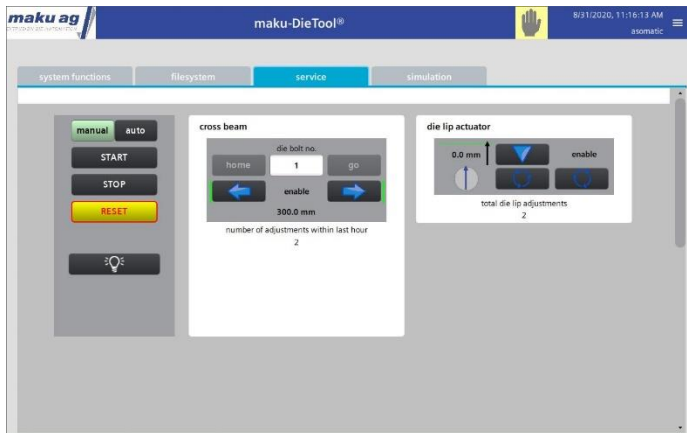 maku ag
maku-DieTool®
8/31/2020, 11:16:13 AM
asomatic
system functions
filesystem
service
simulation
manual auto
START
STOP
RESET
cross beam
die bolt no.
home 1 go
enable
300.0 mm
number of adjustments within last hour
2
die lip actuator
0.0 mm enable
total die lip adjustments
2